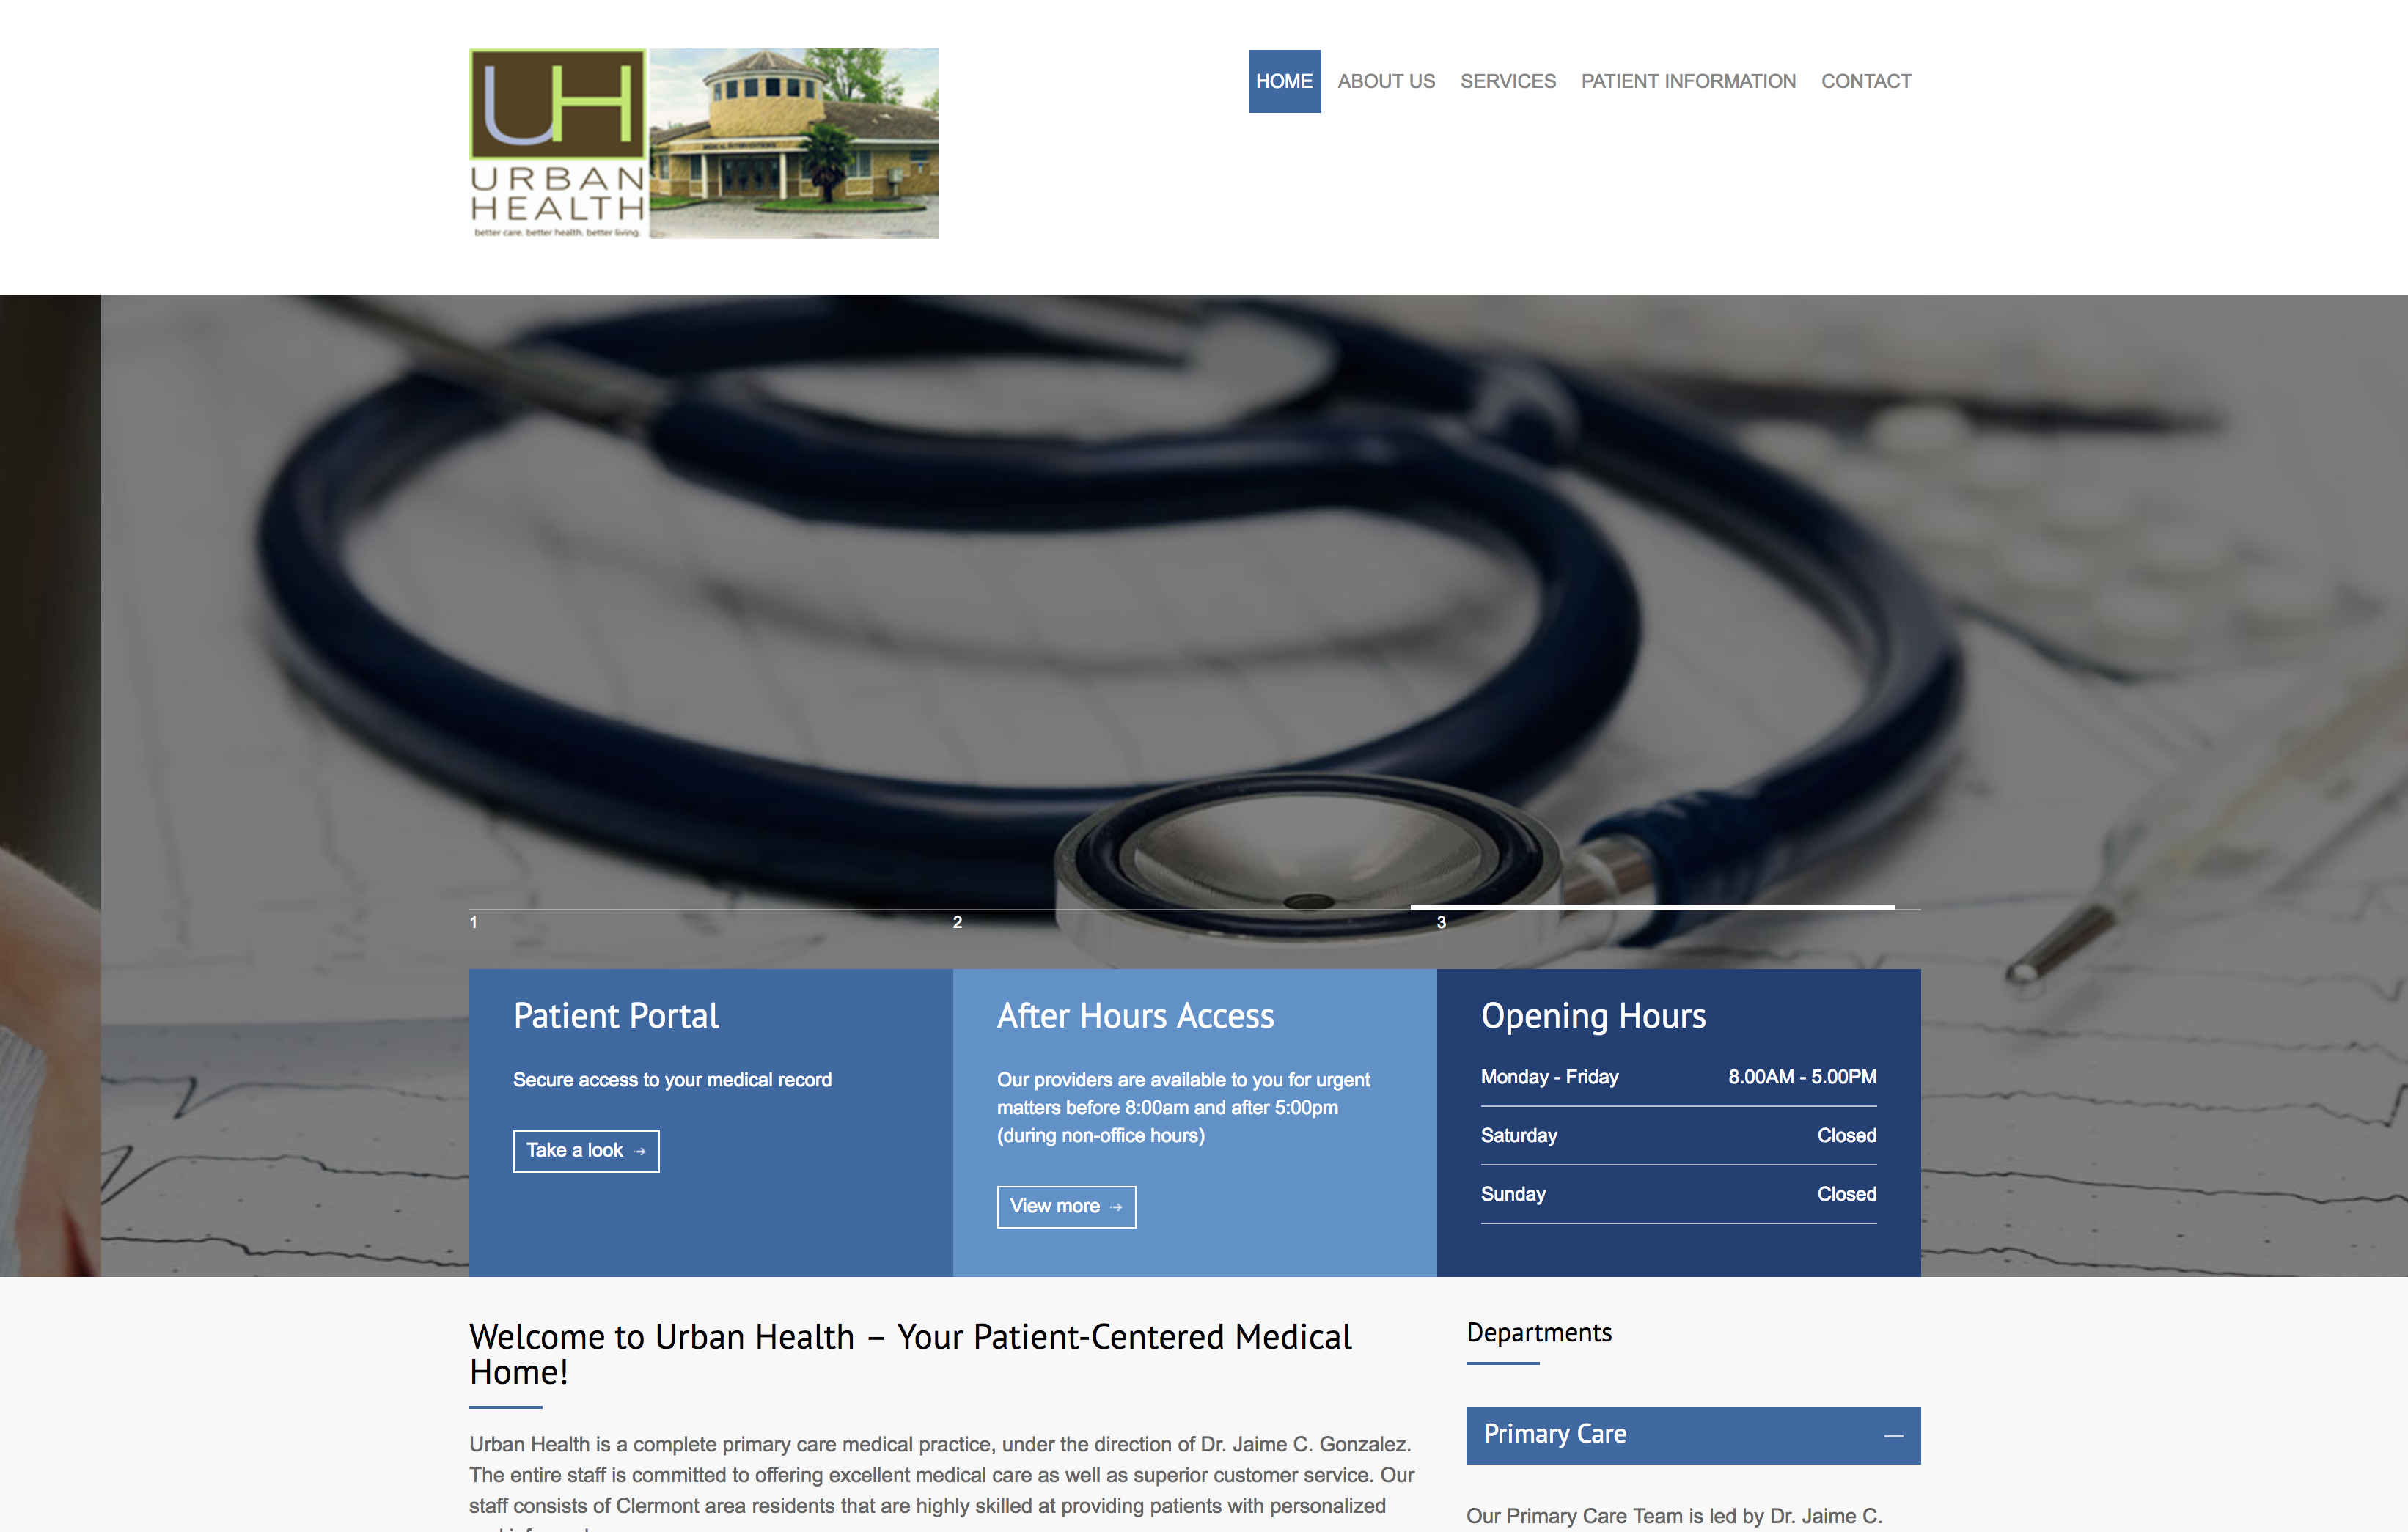 UH
URBAN
HEALTH
better care. better health. better living.
HOME ABOUT US SERVICES PATIENT INFORMATION CONTACT
1 2 3
Patient Portal
Secure access to your medical record
Take a look
After Hours Access
Our providers are available to you for urgent
matters before 8:00am and after 5:00pm
(during non-office hours)
View more
Opening Hours
Monday - Friday 8.00AM - 5.00PM
Saturday Closed
Sunday Closed
Welcome to Urban Health – Your Patient-Centered Medical
Home!
Urban Health is a complete primary care medical practice, under the direction of Dr. Jaime C. Gonzalez.
The entire staff is committed to offering excellent medical care as well as superior customer service. Our
staff consists of Clermont area residents that are highly skilled at providing patients with personalized
Departments
Primary Care
Our Primary Care Team is led by Dr. Jaime C.